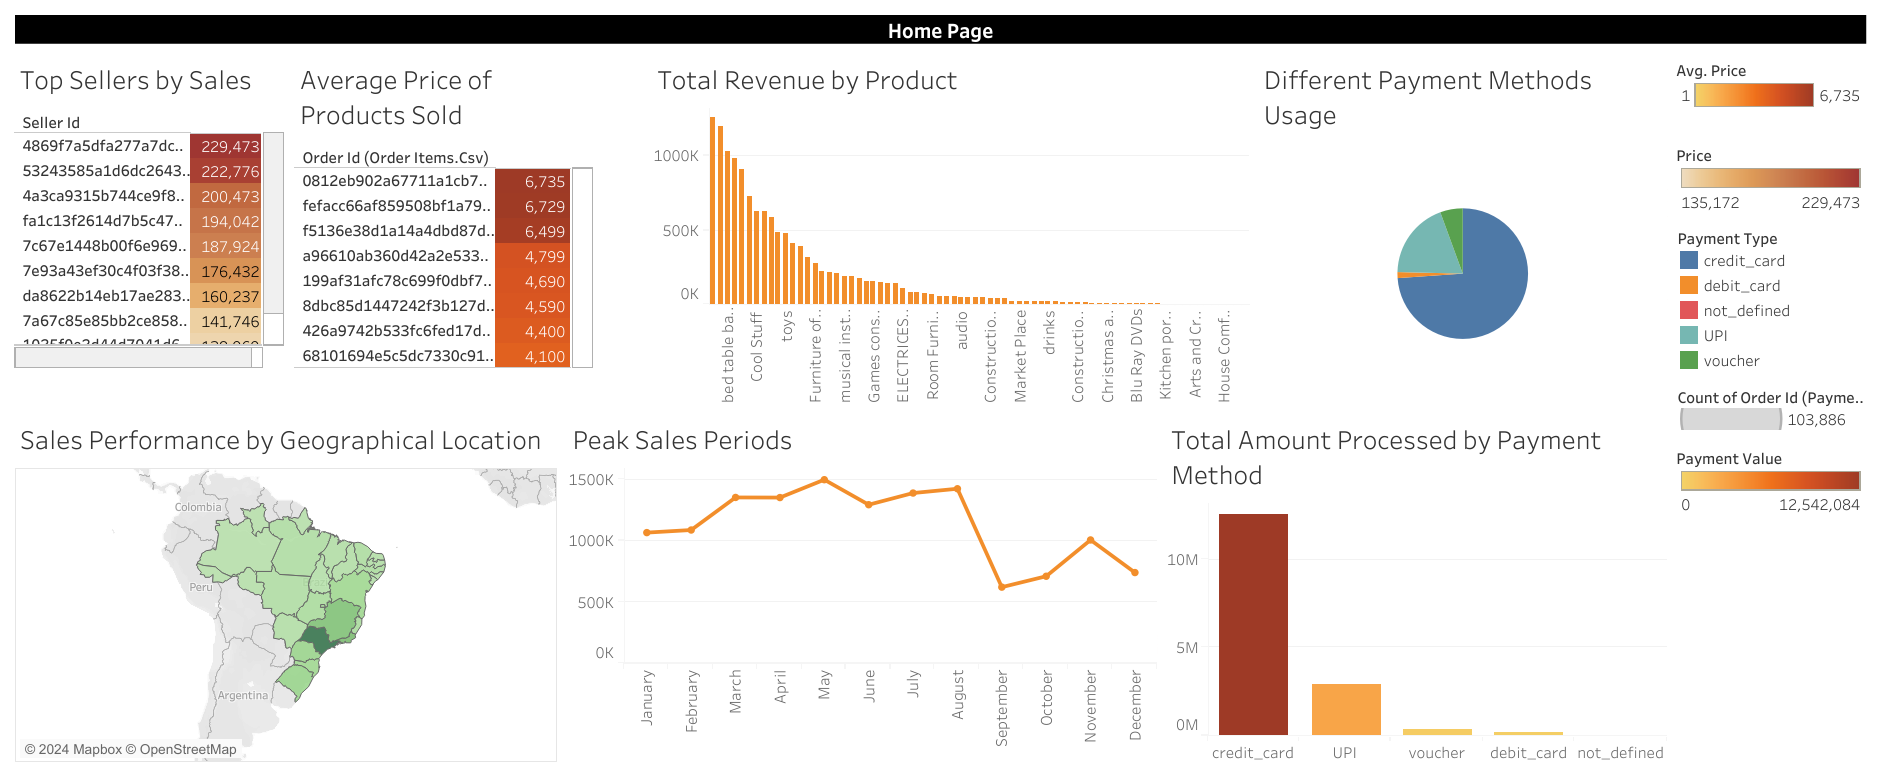 Home Page
Top Sellers by Sales
Seller Id
4869f7a5dfa277a7dc.. 229,473
53243585a1d6dc2643.. 222,776
4a3ca9315b744ce9f8.. 200,473
fa1c13f2614d7b5c47.. 194,042
7c67e1448b00f6e969.. 187,924
7e93a43ef30c4f03f38.. 176,432
da8622b14eb17ae283.. 160,237
7a67c85e85bb2ce858.. 141,746
Average Price of
Products Sold
Order Id (Order Items.Csv)
0812eb902a67711a1cb7.. 6,735
fefacc66af859508bf1a79.. 6,729
f5136e38d1a14a4dbd87d.. 6,499
a96610ab360d42a2e533.. 4,799
199af31afc78c699f0dbf7.. 4,690
8dbc85d1447242f3b127d.. 4,590
426a9742b533fc6fed17d.. 4,400
68101694e5c5dc7330c91.. 4,100
Total Revenue by Product
1000K
500K
0K
bed table ba..
Cool Stuff
toys
Furniture of..
musical inst..
Games cons..
ELECTRICES..
Room Furni..
audio
Constructio..
Market Place
drinks
Constructio..
Christmas a..
Blu Ray DVDs
Kitchen por..
Arts and Cr..
House Comf..
Different Payment Methods
Usage
Avg. Price
1 6,735
Price
135,172 229,473
Payment Type
credit_card
debit_card
not_defined
UPI
voucher
Count of Order Id (Payme..
103,886
Payment Value
0 12,542,084
Sales Performance by Geographical Location
Colombia
Peru
Argentina
© 2024 Mapbox © OpenStreetMap
Peak Sales Periods
1500K
1000K
500K
0K
January
February
March
April
May
June
July
August
September
October
November
December
Total Amount Processed by Payment
Method
10M
5M
0M
credit_card UPI voucher debit_card not_defined